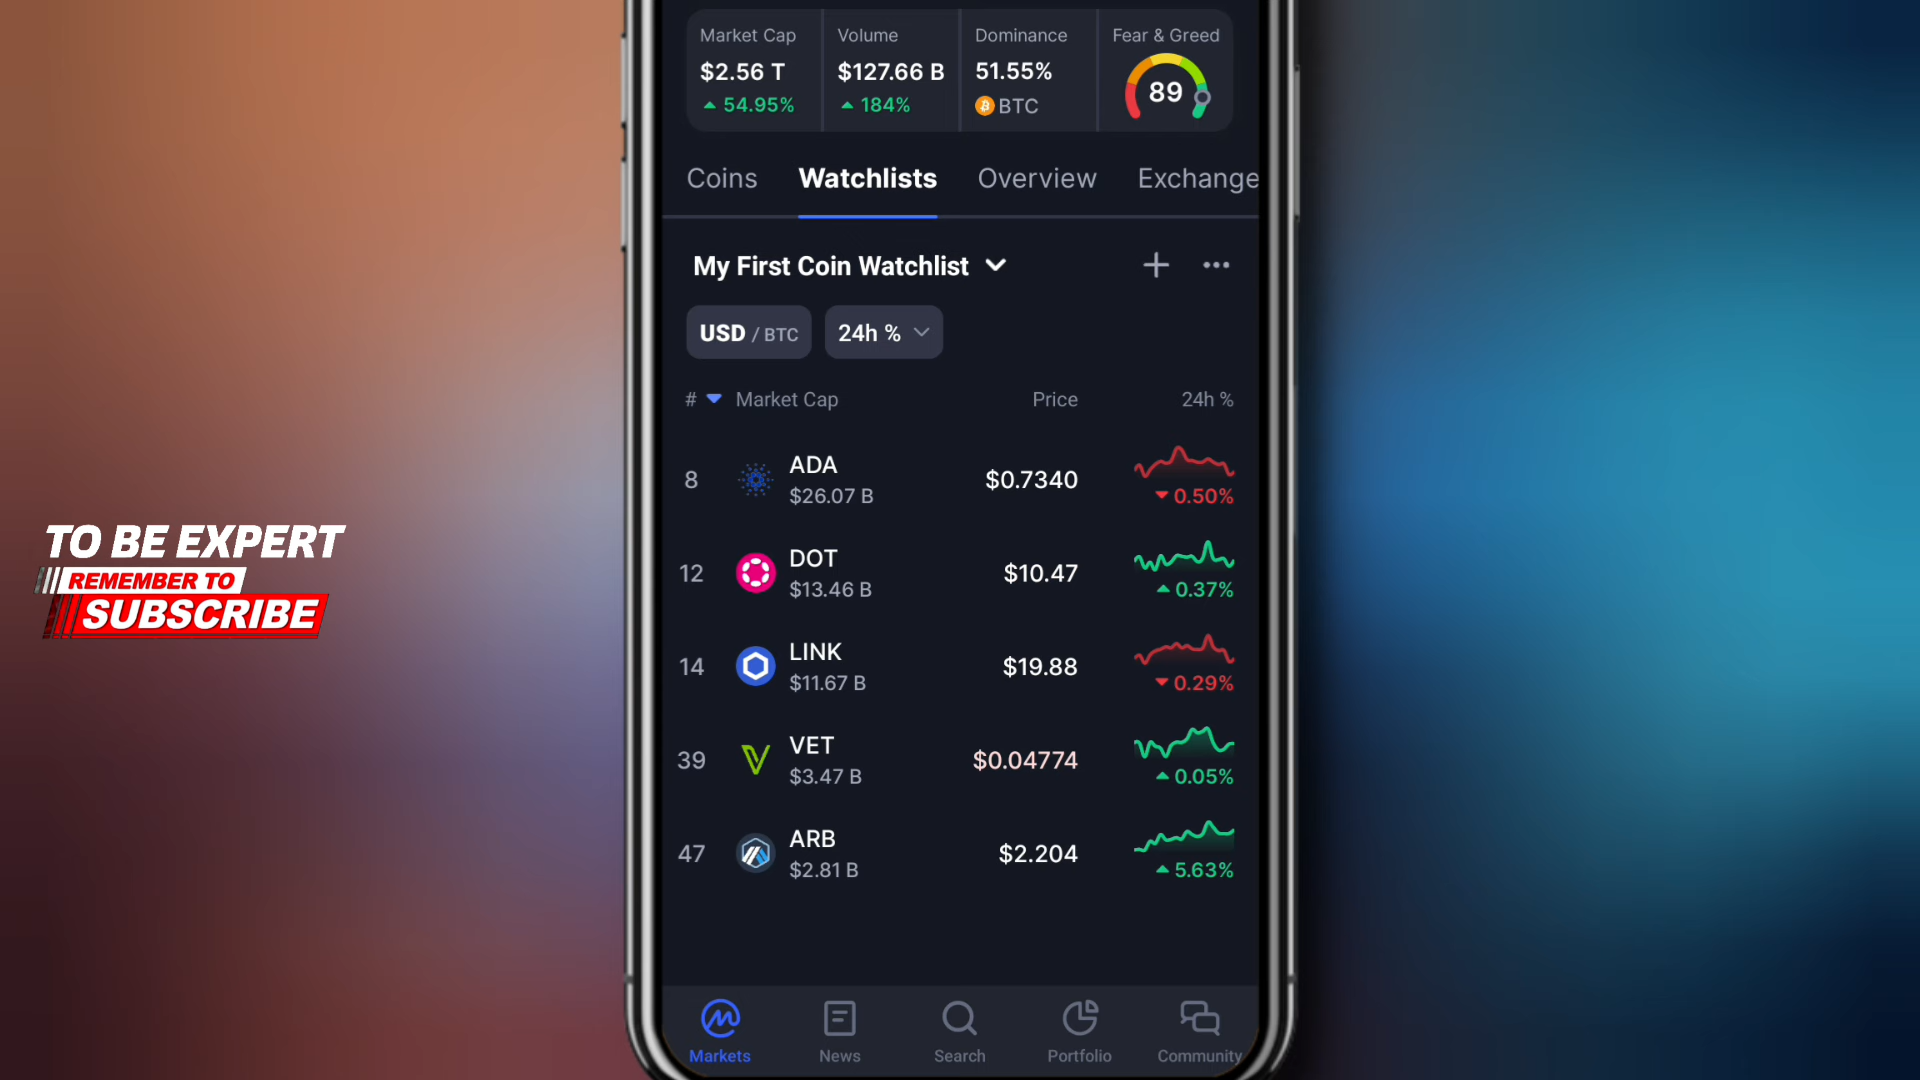 Market Cap
$2.56 T
54.95%
Volume
$127.66 B
184%
Dominance
51.55%
BTC
Fear & Greed
89
Coins Watchlists Overview Exchange
My First Coin Watchlist
USD / BTC 24h %
# Market Cap Price 24h %
8 ADA $26.07 B $0.7340 0.50%
12 DOT $13.46 B $10.47 0.37%
14 LINK $11.67 B $19.88 0.29%
39 VET $3.47 B $0.04774 0.05%
47 ARB $2.81 B $2.204 5.63%
Markets News Search Portfolio Community
TO BE EXPERT
REMEMBER TO
SUBSCRIBE